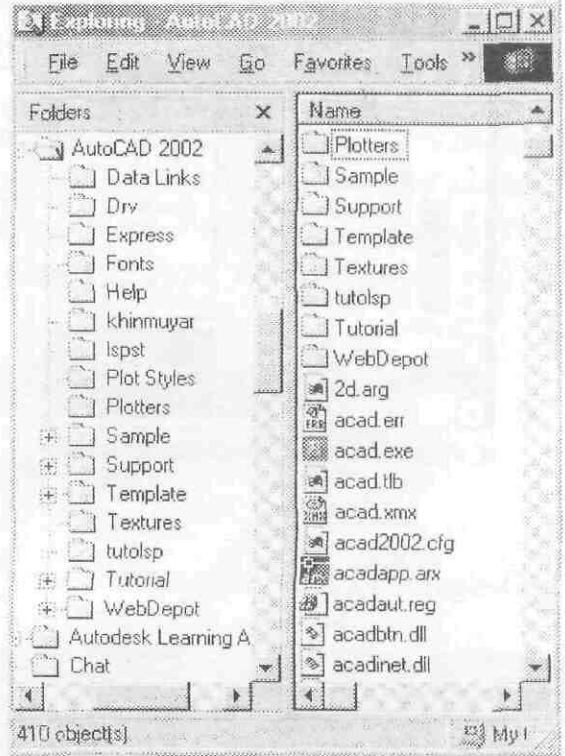 Exploring - AutoCAD 2002
File Edit View Go Favorites Tools »
Folders
AutoCAD 2002
Data Links
Drv
Express
Fonts
Help
khinmuyar
lspst
Plot Styles
Plotters
Sample
Support
Template
Textures
tutolsp
Tutorial
WebDepot
Autodesk Learning A
Chat
Name
Plotters
Sample
Support
Template
Textures
tutolsp
Tutorial
WebDepot
2d.arg
acad.err
acad.exe
acad.tlb
acad.xmx
acad2002.cfg
acadapp.arx
acadaut.reg
acadbtn.dll
acadinet.dll
410 object(s)
My